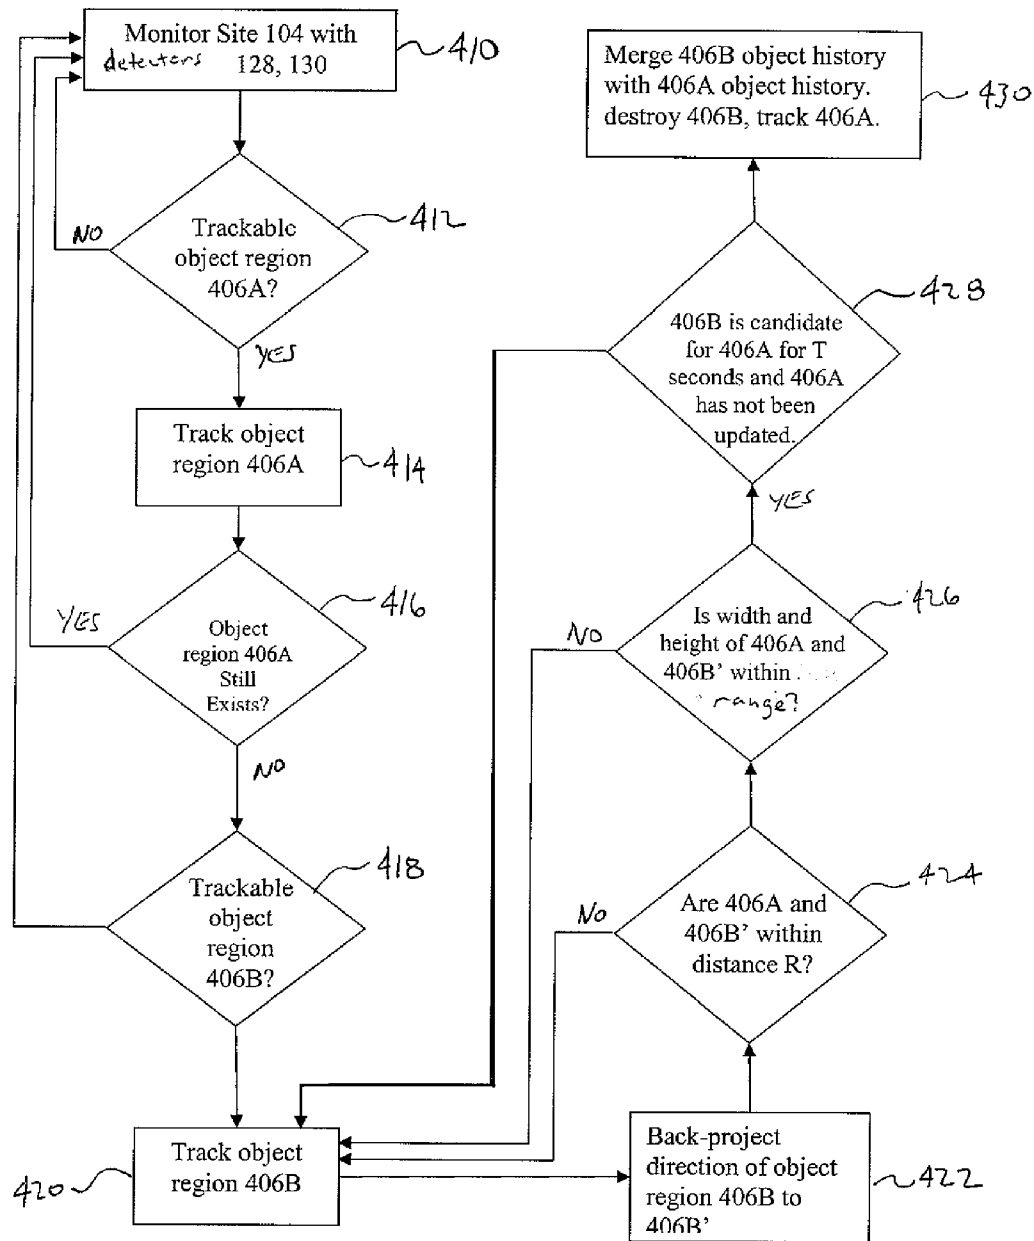 Monitor Site 104 with
detectors 128, 130
410
NO
Trackable
object region
406A?
412
YES
Track object
region 406A
414
YES
Object
region 406A
Still
Exists?
416
NO
Trackable
object
region
406B?
418
Track object
region 406B
420
Back-project
direction of object
region 406B to
406B’
422
No
Are 406A and
406B’ within
distance R?
424
NO
Is width and
height of 406A and
406B’ within
range?
426
YES
406B is candidate
for 406A for T
seconds and 406A
has not been
updated.
428
Merge 406B object history
with 406A object history.
destroy 406B, track 406A.
430